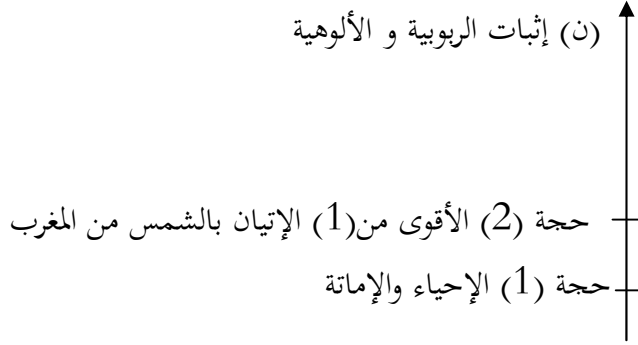 (ن) إثبات الربوبية و الألوهية
حجة (2) الأقوى من(1) الإتيان بالشمس من المغرب
حجة (1) الإحياء والإماتة